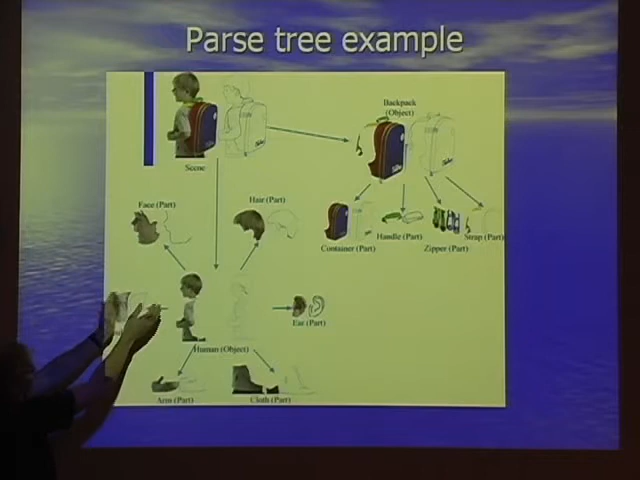 Parse tree example
Backpack
(Object)
Scene
Face (Part)
Hair (Part)
Container (Part)
Handle (Part)
Zipper (Part)
Strap (Part)
Ear (Part)
Human (Object)
Arm (Part)
Cloth (Part)